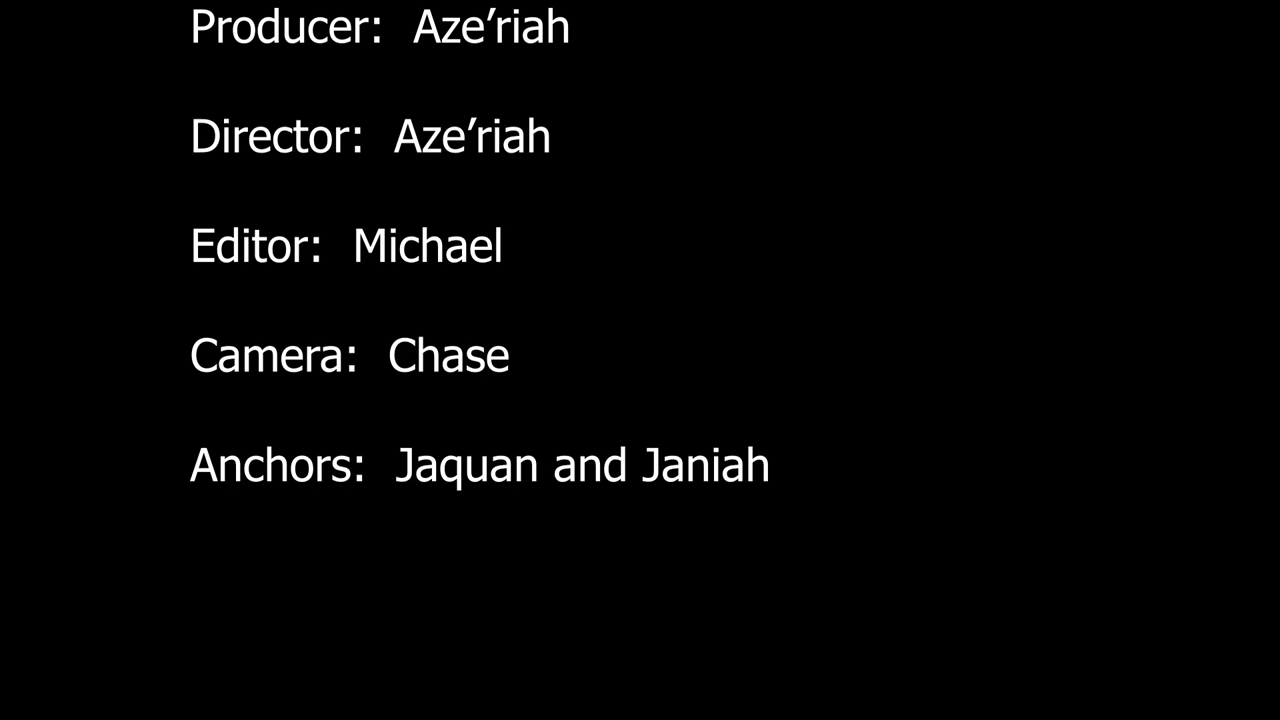 Producer:  Aze’riah
Director:  Aze’riah
Editor:  Michael
Camera:  Chase
Anchors:  Jaquan and Janiah